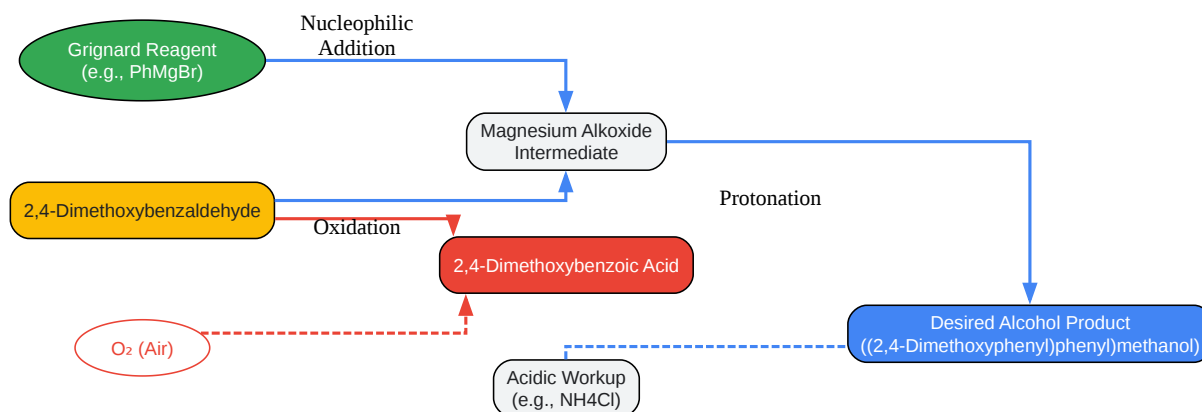 Nucleophilic
Addition
Grignard Reagent
(e.g., PhMgBr)
Magnesium Alkoxide
Intermediate
2,4-Dimethoxybenzaldehyde
Oxidation
Protonation
2,4-Dimethoxybenzoic Acid
O₂ (Air)
Desired Alcohol Product
((2,4-Dimethoxyphenyl)phenyl)methanol)
Acidic Workup
(e.g., NH4Cl)